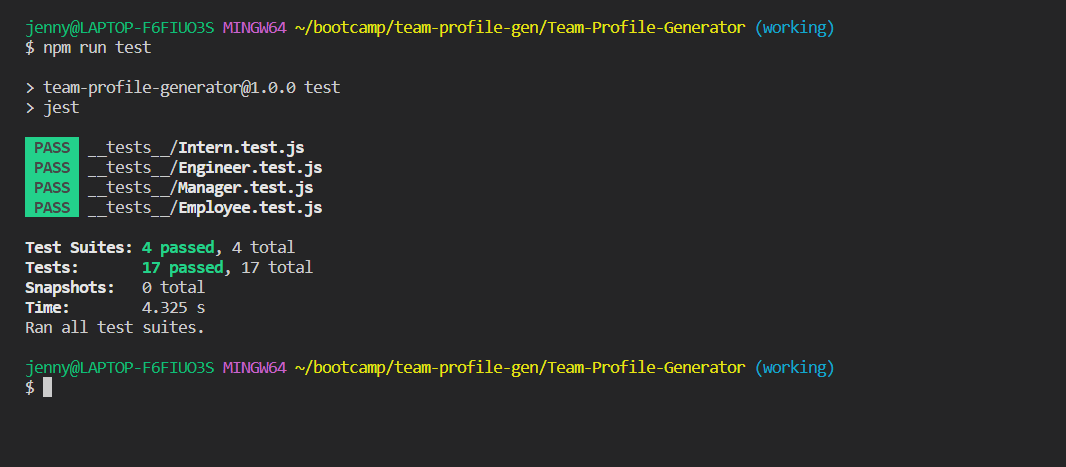 jenny@LAPTOP-F6FIUO3S MINGW64 ~/bootcamp/team-profile-gen/Team-Profile-Generator (working)
$ npm run test
> team-profile-generator@1.0.0 test
> jest
PASS __tests__/Intern.test.js
PASS __tests__/Engineer.test.js
PASS __tests__/Manager.test.js
PASS __tests__/Employee.test.js
Test Suites: 4 passed, 4 total
Tests:       17 passed, 17 total
Snapshots:   0 total
Time:        4.325 s
Ran all test suites.
jenny@LAPTOP-F6FIUO3S MINGW64 ~/bootcamp/team-profile-gen/Team-Profile-Generator (working)
$